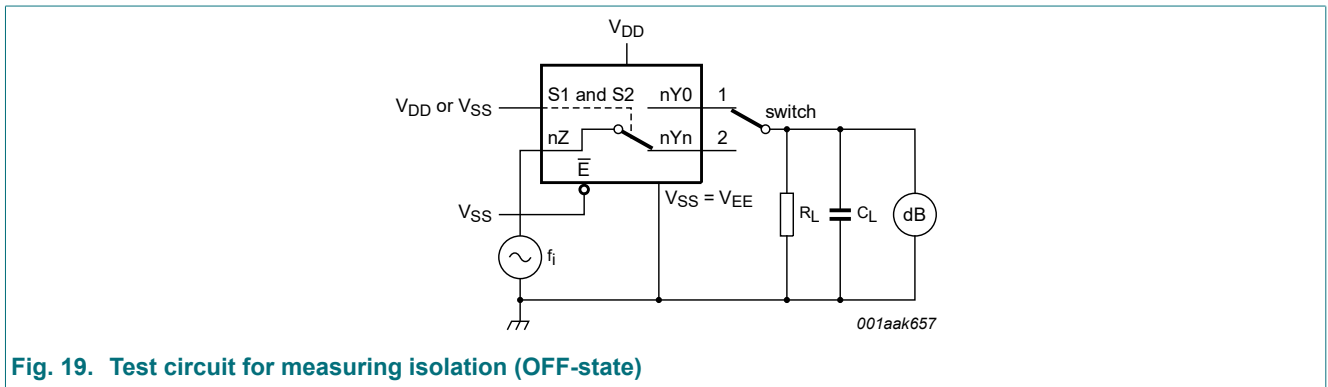 VDD
S1 and S2 nY0 1
VDD or VSS
switch
nZ nYn 2
E
VSS = VEE
VSS
RL CL dB
fi
001aak657
Fig. 19. Test circuit for measuring isolation (OFF-state)